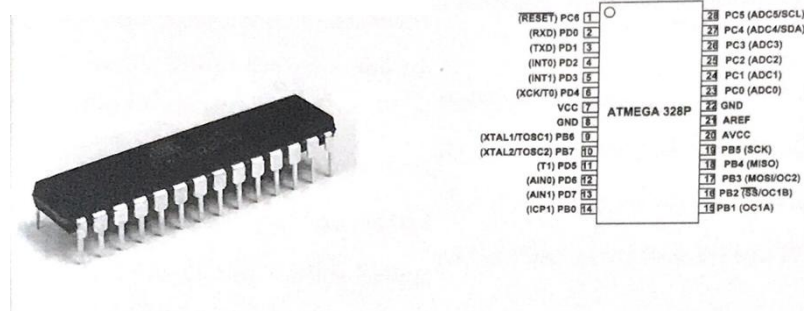 (RESET) PC6 1
(RXD) PD0 2
(TXD) PD1 3
(INT0) PD2 4
(INT1) PD3 5
(XCK/T0) PD4 6
VCC 7
GND 8
(XTAL1/TOSC1) PB6 9
(XTAL2/TOSC2) PB7 10
(T1) PD5 11
(AIN0) PD6 12
(AIN1) PD7 13
(ICP1) PB0 14
ATMEGA 328P
28 PC5 (ADC5/SCL)
27 PC4 (ADC4/SDA)
26 PC3 (ADC3)
25 PC2 (ADC2)
24 PC1 (ADC1)
23 PC0 (ADC0)
22 GND
21 AREF
20 AVCC
19 PB5 (SCK)
18 PB4 (MISO)
17 PB3 (MOSI/OC2)
16 PB2 (SS/OC1B)
15 PB1 (OC1A)